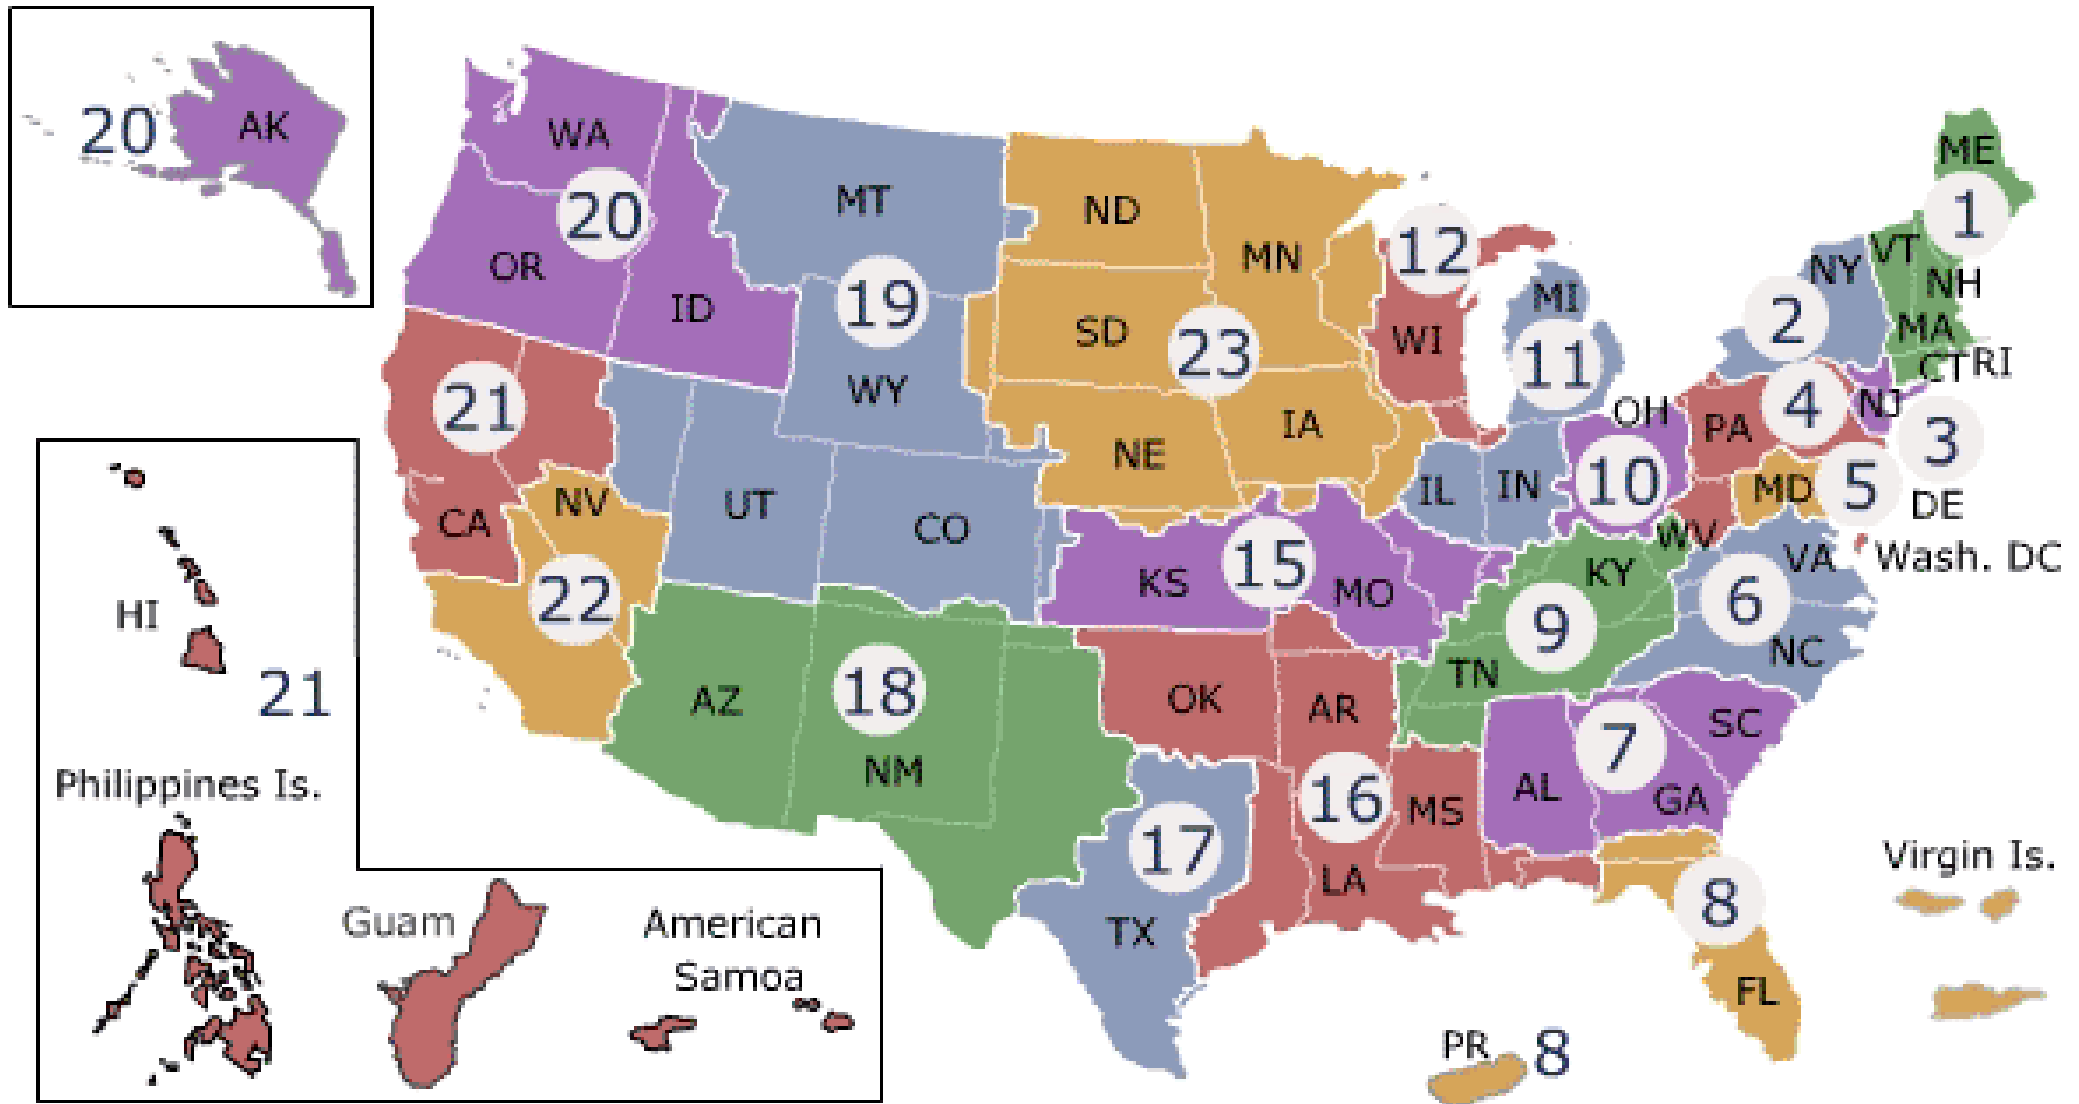 20
AK
WA
20
OR
ID
MT
19
WY
ND
SD
23
MN
NE
IA
12
WI
MI
11
ME
1
VT
NH
NY
2
MA
CT
RI
4
NJ
3
PA
OH
10
5
MD
DE
WV
Wash. DC
VA
6
NC
IL
IN
KY
9
TN
21
CA
NV
22
UT
CO
KS
15
MO
AZ
18
NM
OK
AR
16
MS
LA
17
TX
AL
7
GA
SC
8
FL
Virgin Is.
PR
8
HI
21
Philippines Is.
Guam
American
Samoa